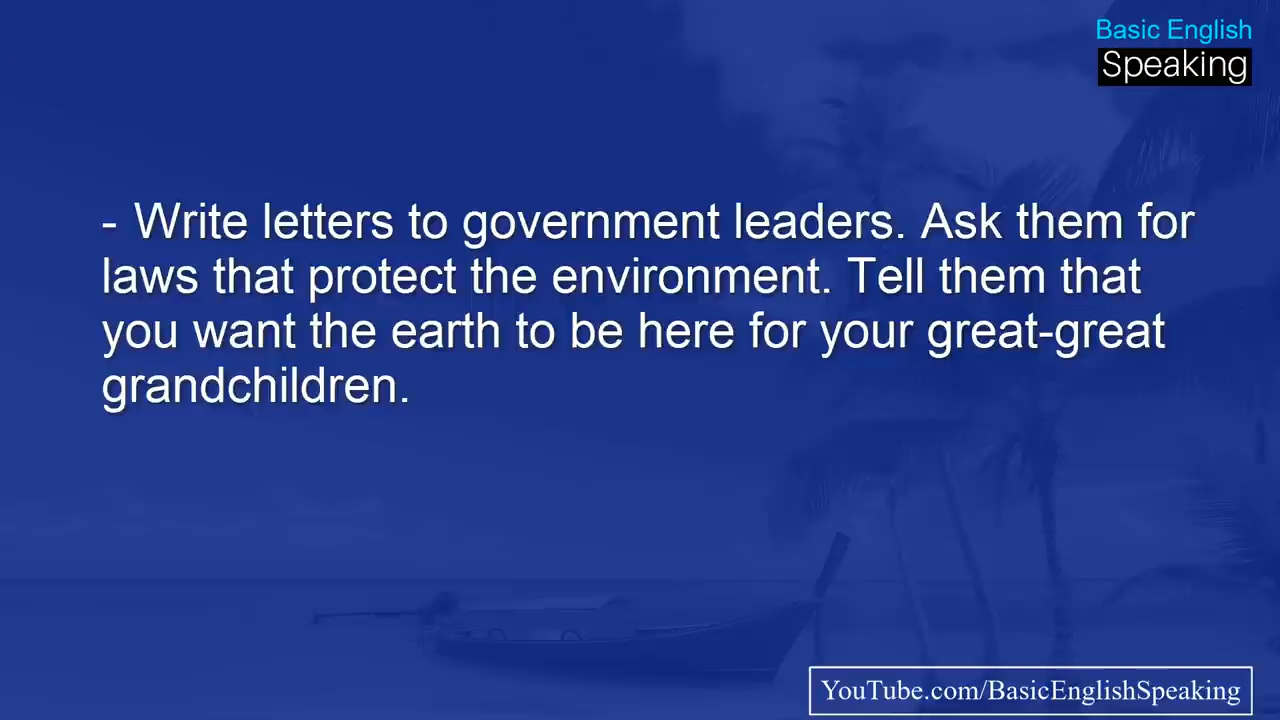 Basic English
Speaking
- Write letters to government leaders. Ask them for
laws that protect the environment. Tell them that
you want the earth to be here for your great-great
grandchildren.
YouTube.com/BasicEnglishSpeaking